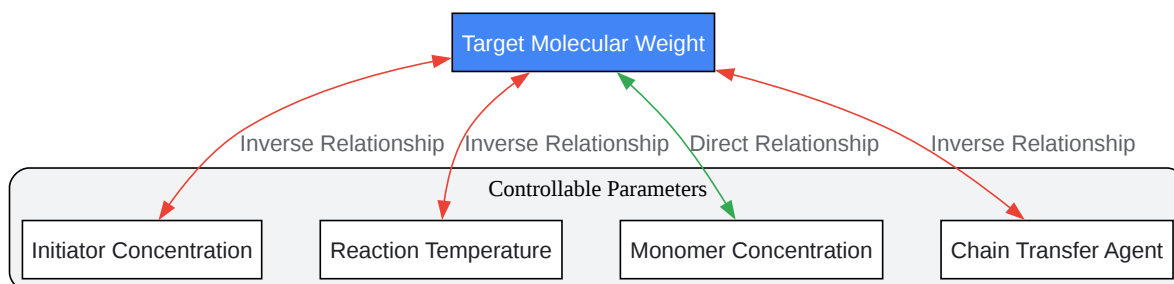 Target Molecular Weight
Inverse Relationship
Inverse Relationship
Direct Relationship
Inverse Relationship
Controllable Parameters
Initiator Concentration
Reaction Temperature
Monomer Concentration
Chain Transfer Agent